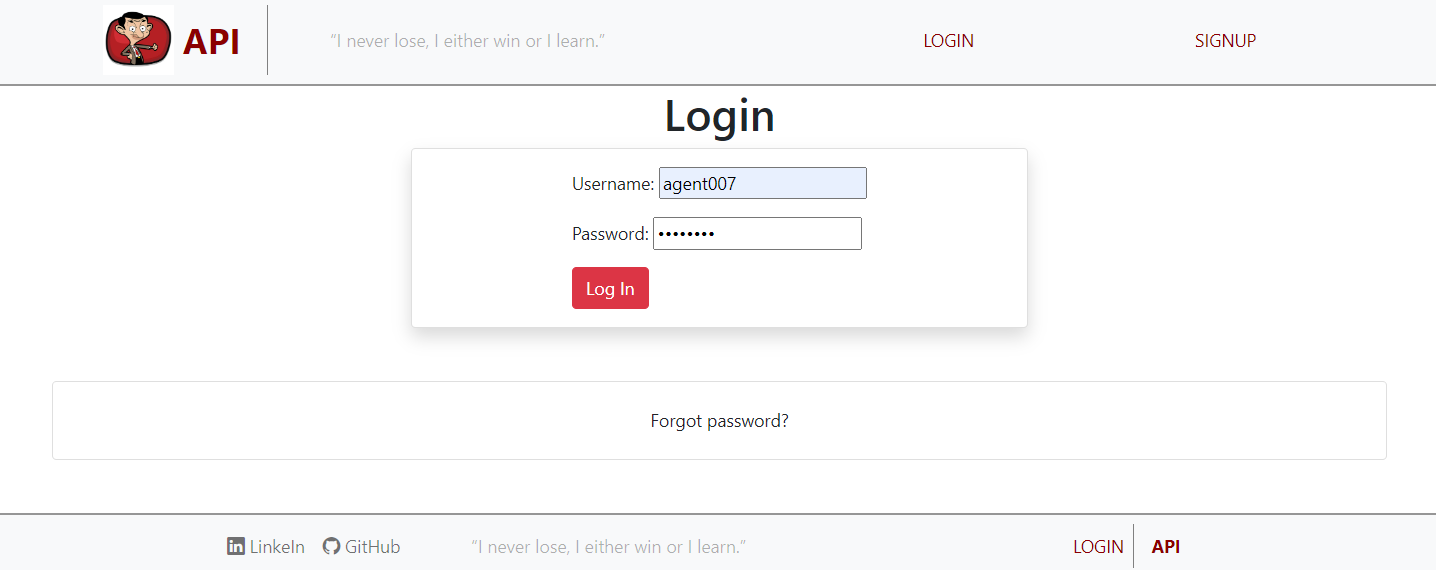 API “I never lose, I either win or I learn.” LOGIN SIGNUP
Login
Username: agent007
Password: ••••••••
Log In
Forgot password?
LinkeIn GitHub “I never lose, I either win or I learn.” LOGIN API